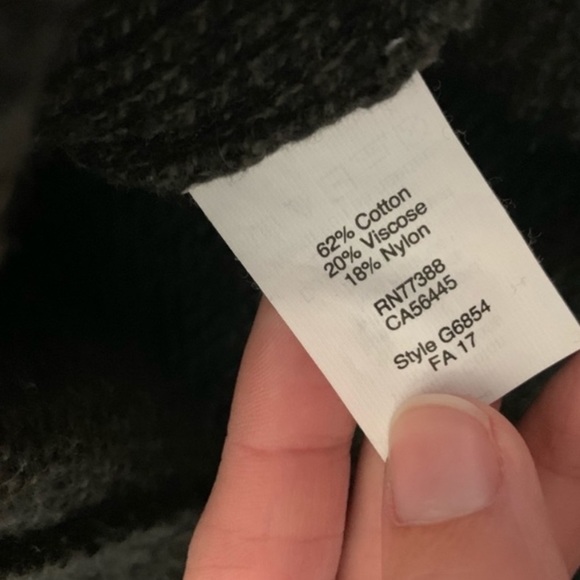 62% Cotton
20% Viscose
18% Nylon
RN77388
CA56445
Style G6854
FA 17